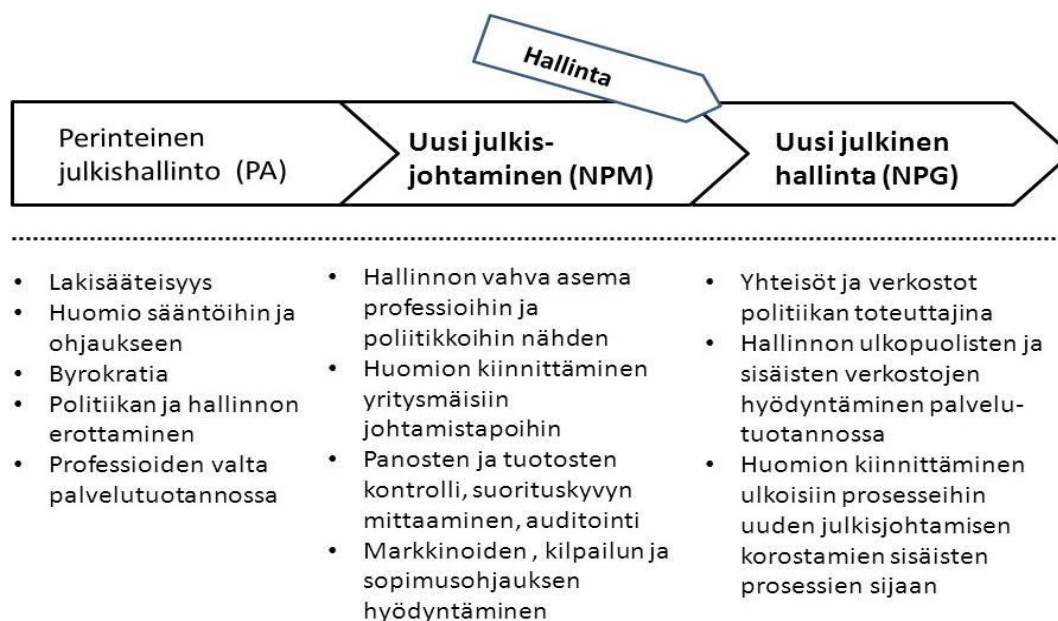 Hallinta
Perinteinen
julkishallinto (PA)
Uusi julkis-
johtaminen (NPM)
Uusi julkinen
hallinta (NPG)
• Lakisääteisyys
• Huomio sääntöihin ja
ohjaukseen
• Byrokratia
• Politiikan ja hallinnon
erottaminen
• Professioiden valta
palvelutuotannossa
• Hallinnon vahva asema
professioihin ja
poliitikkoihin nähden
• Huomion kiinnittäminen
yritysmäisiin
johtamistapoihin
• Panosten ja tuotosten
kontrolli, suorituskyvyn
mittaaminen, auditointi
• Markkinoiden , kilpailun ja
sopimusohjauksen
hyödyntäminen
• Yhteisöt ja verkostot
politiikan toteuttajina
• Hallinnon ulkopuolisten ja
sisäisten verkostojen
hyödyntäminen palvelu-
tuotannossa
• Huomion kiinnittäminen
ulkoisiin prosesseihin
uuden julkisjohtamisen
korostamien sisäisten
prosessien sijaan